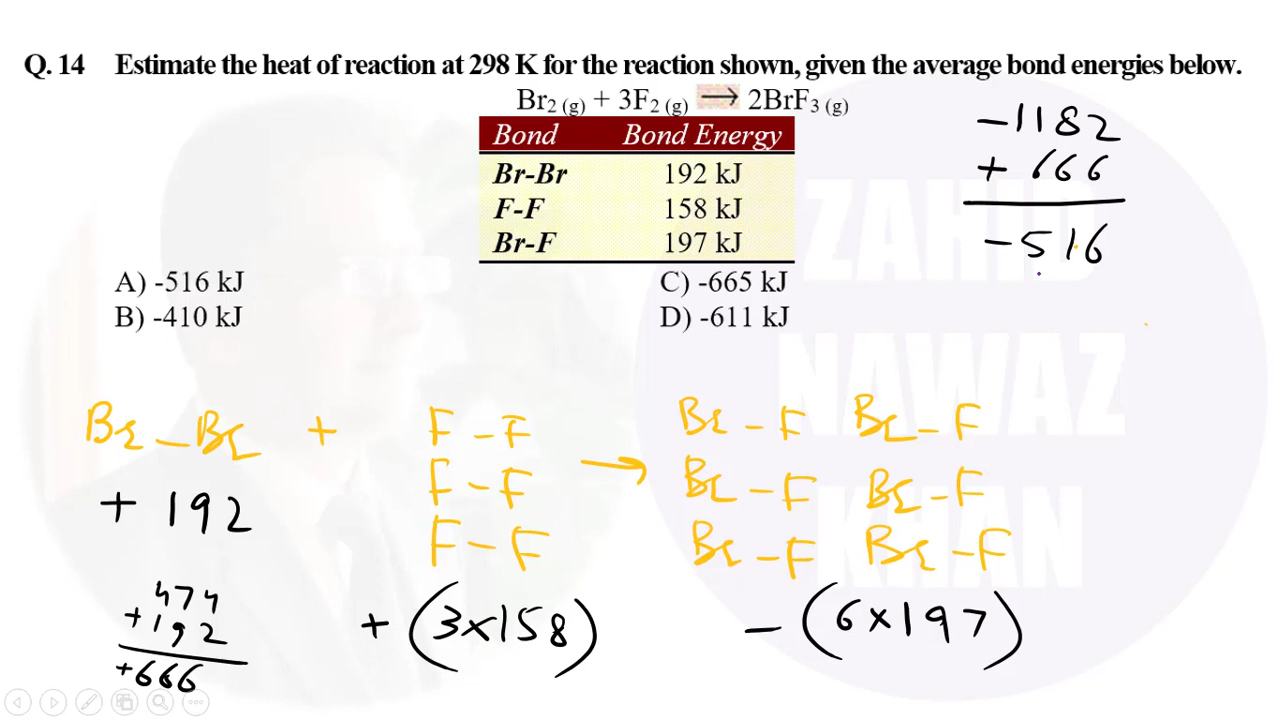 Q. 14 Estimate the heat of reaction at 298 K for the reaction shown, given the average bond energies below.
Br2 (g) + 3F2 (g) → 2BrF3 (g)
Bond Bond Energy
Br-Br 192 kJ
F-F 158 kJ
Br-F 197 kJ
A) -516 kJ C) -665 kJ
B) -410 kJ D) -611 kJ
-1182
+ 666
-516
ZAHID
NAWAZ
KHAN
Br - Br + F - F → Br - F Br - F
F - F Br - F Br - F
F - F Br - F Br - F
+ 192
474
+ 192
+666
+ (3×158) - (6×197)